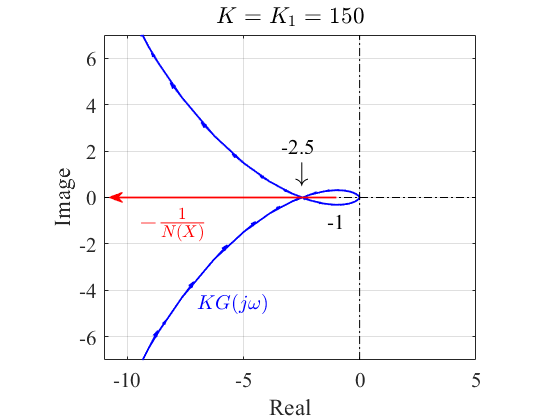 K = K₁ = 150
6
4
2
0
-2
-4
-6
Image
-2.5
-1
−1/N(X)
KG(jω)
-10
-5
0
5
Real